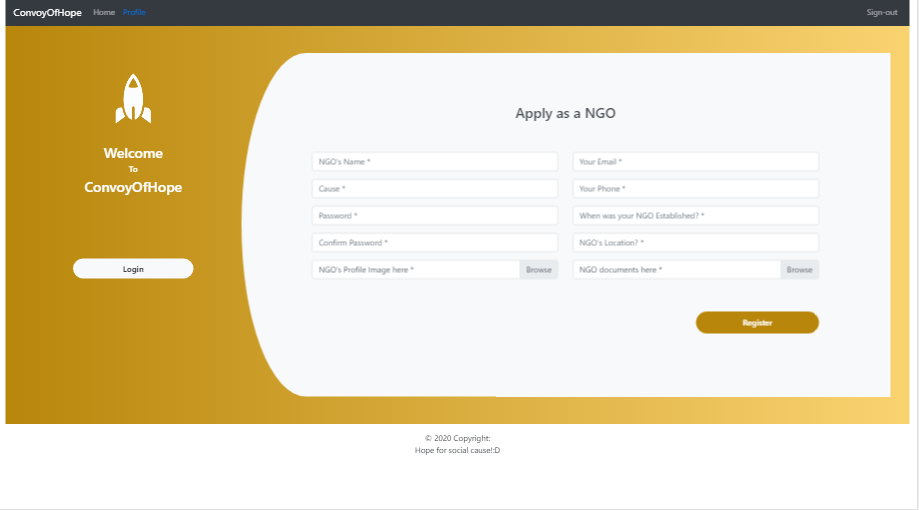 ConvoyOfHope Home Profile Sign-out
Welcome
To
ConvoyOfHope
Login
Apply as a NGO
NGO's Name * Your Email *
Cause * Your Phone *
Password * When was your NGO Established? *
Confirm Password * NGO's Location? *
NGO's Profile Image here * Browse NGO documents here * Browse
Register
© 2020 Copyright:
Hope for social cause!:D